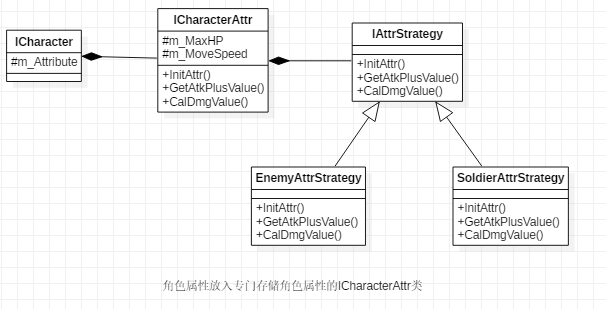 ICharacter
#m_Attribute
ICharacterAttr
#m_MaxHP
#m_MoveSpeed
+InitAttr()
+GetAtkPlusValue()
+CalDmgValue()
IAttrStrategy
+InitAttr()
+GetAtkPlusValue()
+CalDmgValue()
EnemyAttrStrategy
+InitAttr()
+GetAtkPlusValue()
+CalDmgValue()
SoldierAttrStrategy
+InitAttr()
+GetAtkPlusValue()
+CalDmgValue()
角色属性放入专门存储角色属性的ICharacterAttr类